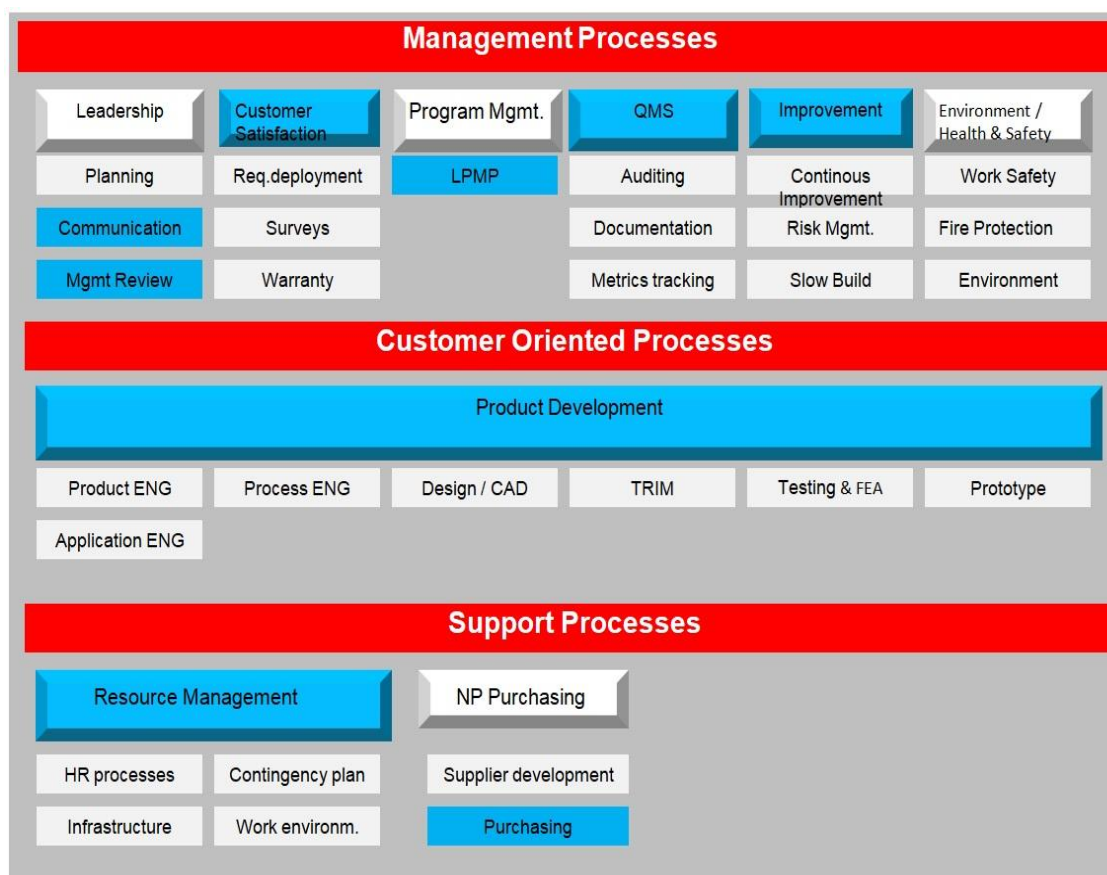 Management Processes
Leadership
Customer
Satisfaction
Program Mgmt.
QMS
Improvement
Environment /
Health & Safety
Planning
Req.deployment
LPMP
Auditing
Continous
Improvement
Work Safety
Communication
Surveys
Documentation
Risk Mgmt.
Fire Protection
Mgmt Review
Warranty
Metrics tracking
Slow Build
Environment
Customer Oriented Processes
Product Development
Product ENG
Process ENG
Design / CAD
TRIM
Testing & FEA
Prototype
Application ENG
Support Processes
Resource Management
NP Purchasing
HR processes
Contingency plan
Supplier development
Infrastructure
Work environm.
Purchasing